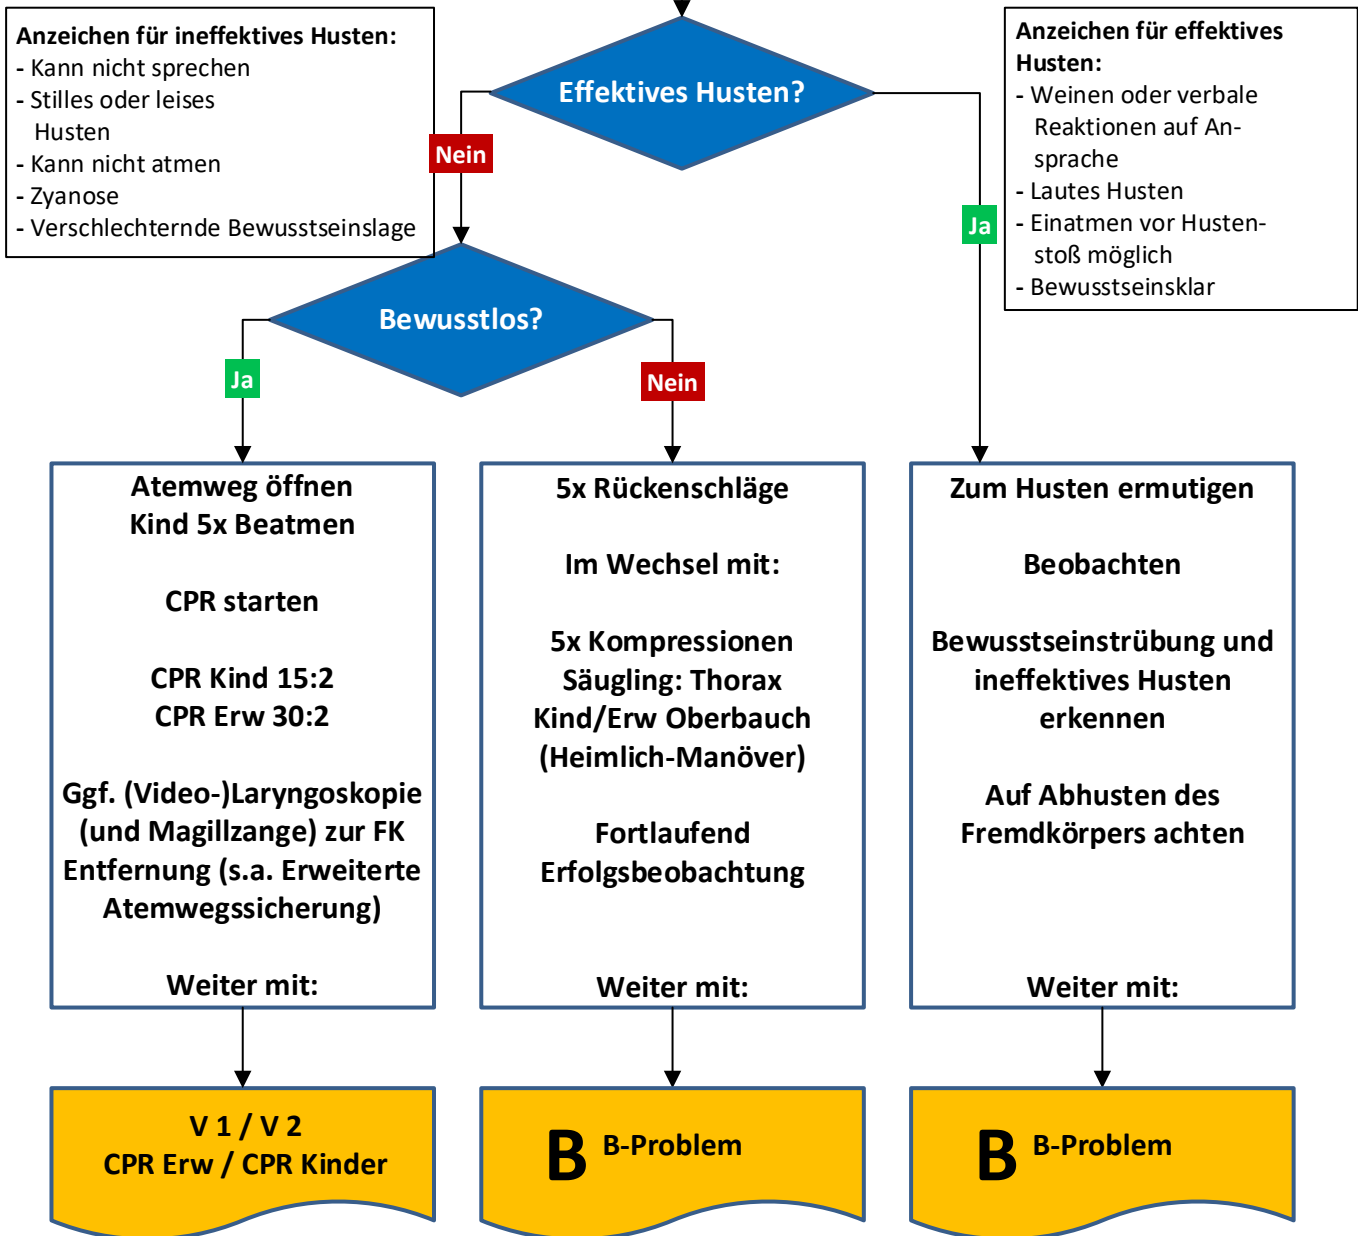 Anzeichen für ineffektives Husten:
- Kann nicht sprechen
- Stilles oder leises
Husten
- Kann nicht atmen
- Zyanose
- Verschlechternde Bewusstseinslage
Effektives Husten?
Anzeichen für effektives
Husten:
- Weinen oder verbale
Reaktionen auf An-
sprache
- Lautes Husten
- Einatmen vor Husten-
stoß möglich
- Bewusstseinsklar
Nein
Ja
Bewusstlos?
Ja
Nein
Atemweg öffnen
Kind 5x Beatmen
CPR starten
CPR Kind 15:2
CPR Erw 30:2
Ggf. (Video-)Laryngoskopie
(und Magillzange) zur FK
Entfernung (s.a. Erweiterte
Atemwegssicherung)
Weiter mit:
5x Rückenschläge
Im Wechsel mit:
5x Kompressionen
Säugling: Thorax
Kind/Erw Oberbauch
(Heimlich-Manöver)
Fortlaufend
Erfolgsbeobachtung
Weiter mit:
Zum Husten ermutigen
Beobachten
Bewusstseinstrübung und
ineffektives Husten
erkennen
Auf Abhusten des
Fremdkörpers achten
Weiter mit:
V 1 / V 2
CPR Erw / CPR Kinder
B B-Problem
B B-Problem